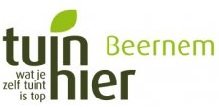 tuin Beernem
wat je
zelf tuint
is top
hier